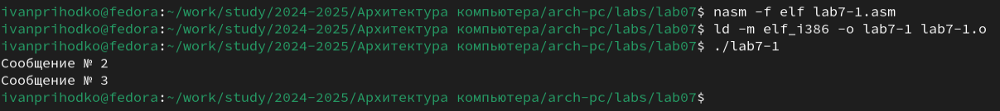 ivanprihodko@fedora:~/work/study/2024-2025/Архитектура компьютера/arch-pc/labs/lab07$ nasm -f elf lab7-1.asm
ivanprihodko@fedora:~/work/study/2024-2025/Архитектура компьютера/arch-pc/labs/lab07$ ld -m elf_i386 -o lab7-1 lab7-1.o
ivanprihodko@fedora:~/work/study/2024-2025/Архитектура компьютера/arch-pc/labs/lab07$ ./lab7-1
Сообщение № 2
Сообщение № 3
ivanprihodko@fedora:~/work/study/2024-2025/Архитектура компьютера/arch-pc/labs/lab07$